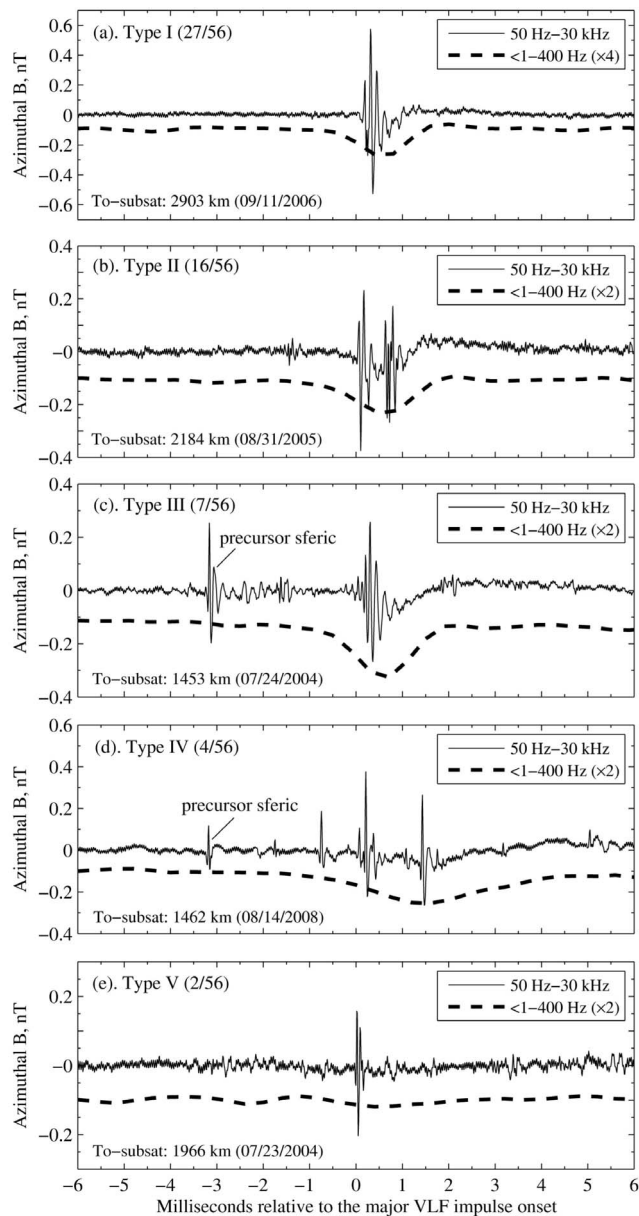 (a). Type I (27/56)
50 Hz−30 kHz
<1−400 Hz (×4)
Azimuthal B, nT
0.6
0.4
0.2
0
−0.2
−0.4
−0.6
To−subsat: 2903 km (09/11/2006)
(b). Type II (16/56)
50 Hz−30 kHz
<1−400 Hz (×2)
Azimuthal B, nT
0.4
0.2
−0
−0.2
−0.4
To−subsat: 2184 km (08/31/2005)
(c). Type III (7/56)
50 Hz−30 kHz
<1−400 Hz (×2)
precursor sferic
Azimuthal B, nT
0.4
0.2
0
−0.2
−0.4
To−subsat: 1453 km (07/24/2004)
(d). Type IV (4/56)
50 Hz−30 kHz
<1−400 Hz (×2)
precursor sferic
Azimuthal B, nT
0.6
0.4
0.2
0
−0.2
−0.4
To−subsat: 1462 km (08/14/2008)
(e). Type V (2/56)
50 Hz−30 kHz
<1−400 Hz (×2)
Azimuthal B, nT
0.2
−0
−0.2
To−subsat: 1966 km (07/23/2004)
−6 −5 −4 −3 −2 −1 0 1 2 3 4 5 6
Milliseconds relative to the major VLF impulse onset